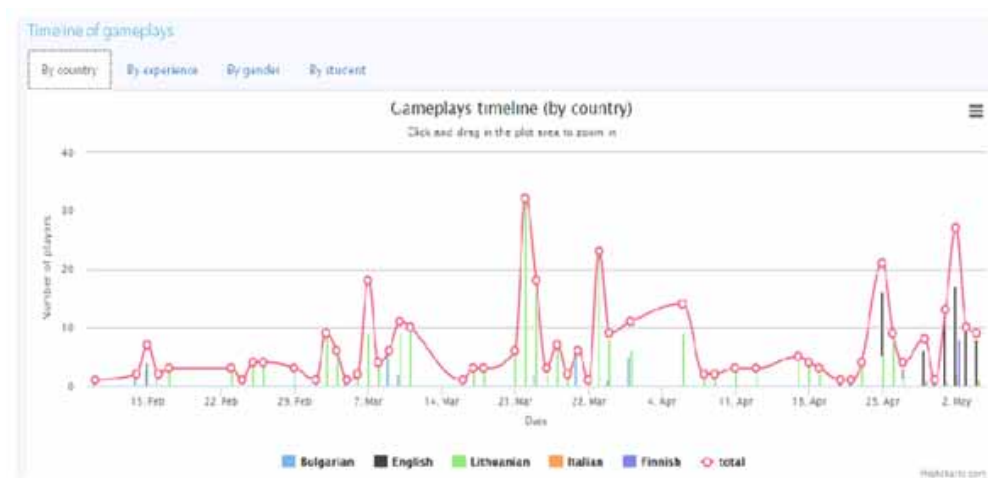 Timeline of gameplays
By country By experience By gender By student
Gameplays timeline (by country)
Click and drag in the plot area to zoom in
40
30
20
10
0
Number of players
15. Feb 22. Feb 29. Feb 7. Mar 14. Mar 21. Mar 28. Mar 4. Apr 11. Apr 18. Apr 25. Apr 2. May
Date
Bulgarian English Lithuanian Italian Finnish total
Highcharts.com